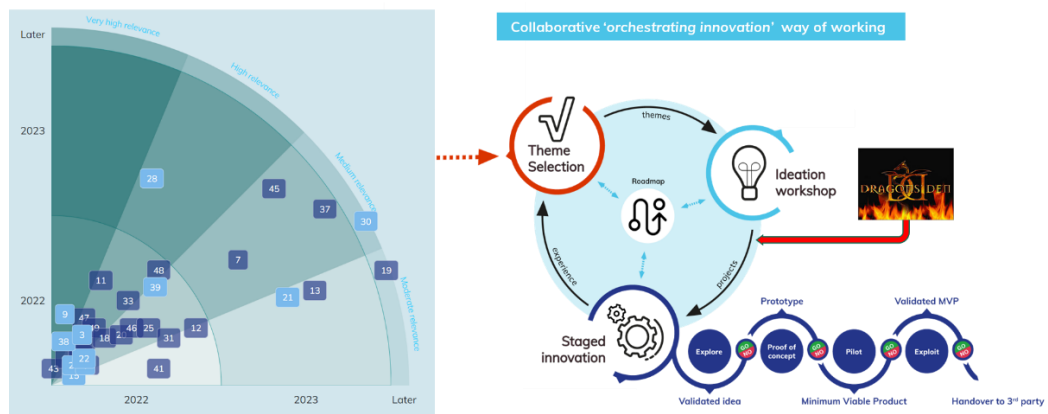 Collaborative ‘orchestrating innovation’ way of working
Later
Very high relevance
High relevance
2023
Medium relevance
28
45
37
30
7
48
19
11
39
21
13
Moderate relevance
33
2022
9
47
46
25
12
3
18
31
38
22
41
43
15
2022
2023
Later
themes
Theme
Selection
Ideation
workshop
Roadmap
DRAGONS DEN
experience
projects
Staged
innovation
Prototype
Validated MVP
Explore
GO
NO
Proof of
concept
GO
NO
Pilot
GO
NO
Exploit
GO
NO
Validated idea
Minimum Viable Product
Handover to 3rd party